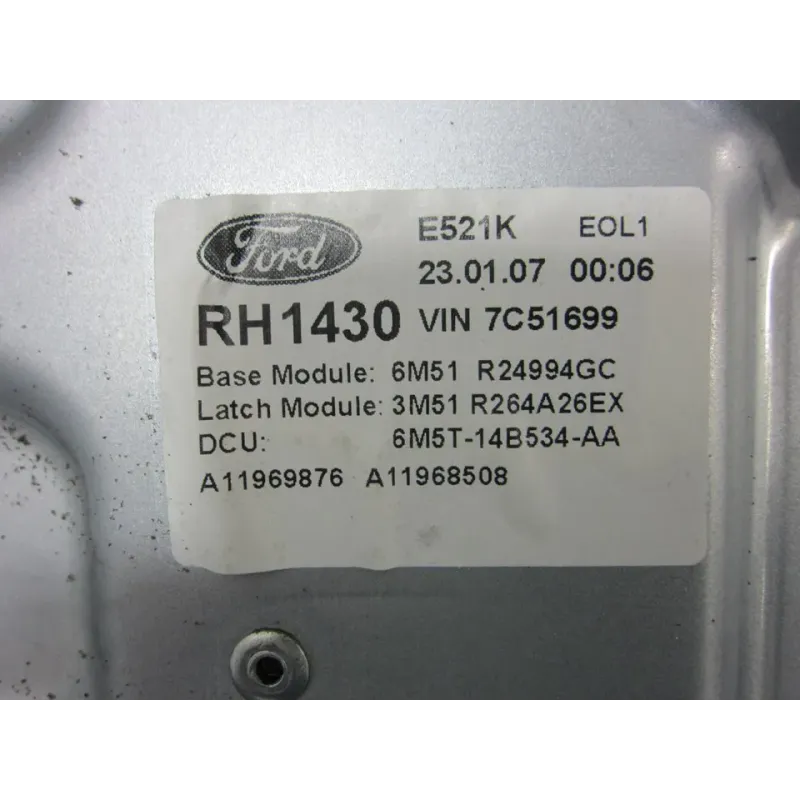 Ford
E521K EOL1
23.01.07 00:06
RH1430 VIN 7C51699
Base Module: 6M51 R24994GC
Latch Module: 3M51 R264A26EX
DCU: 6M5T-14B534-AA
A11969876 A11968508